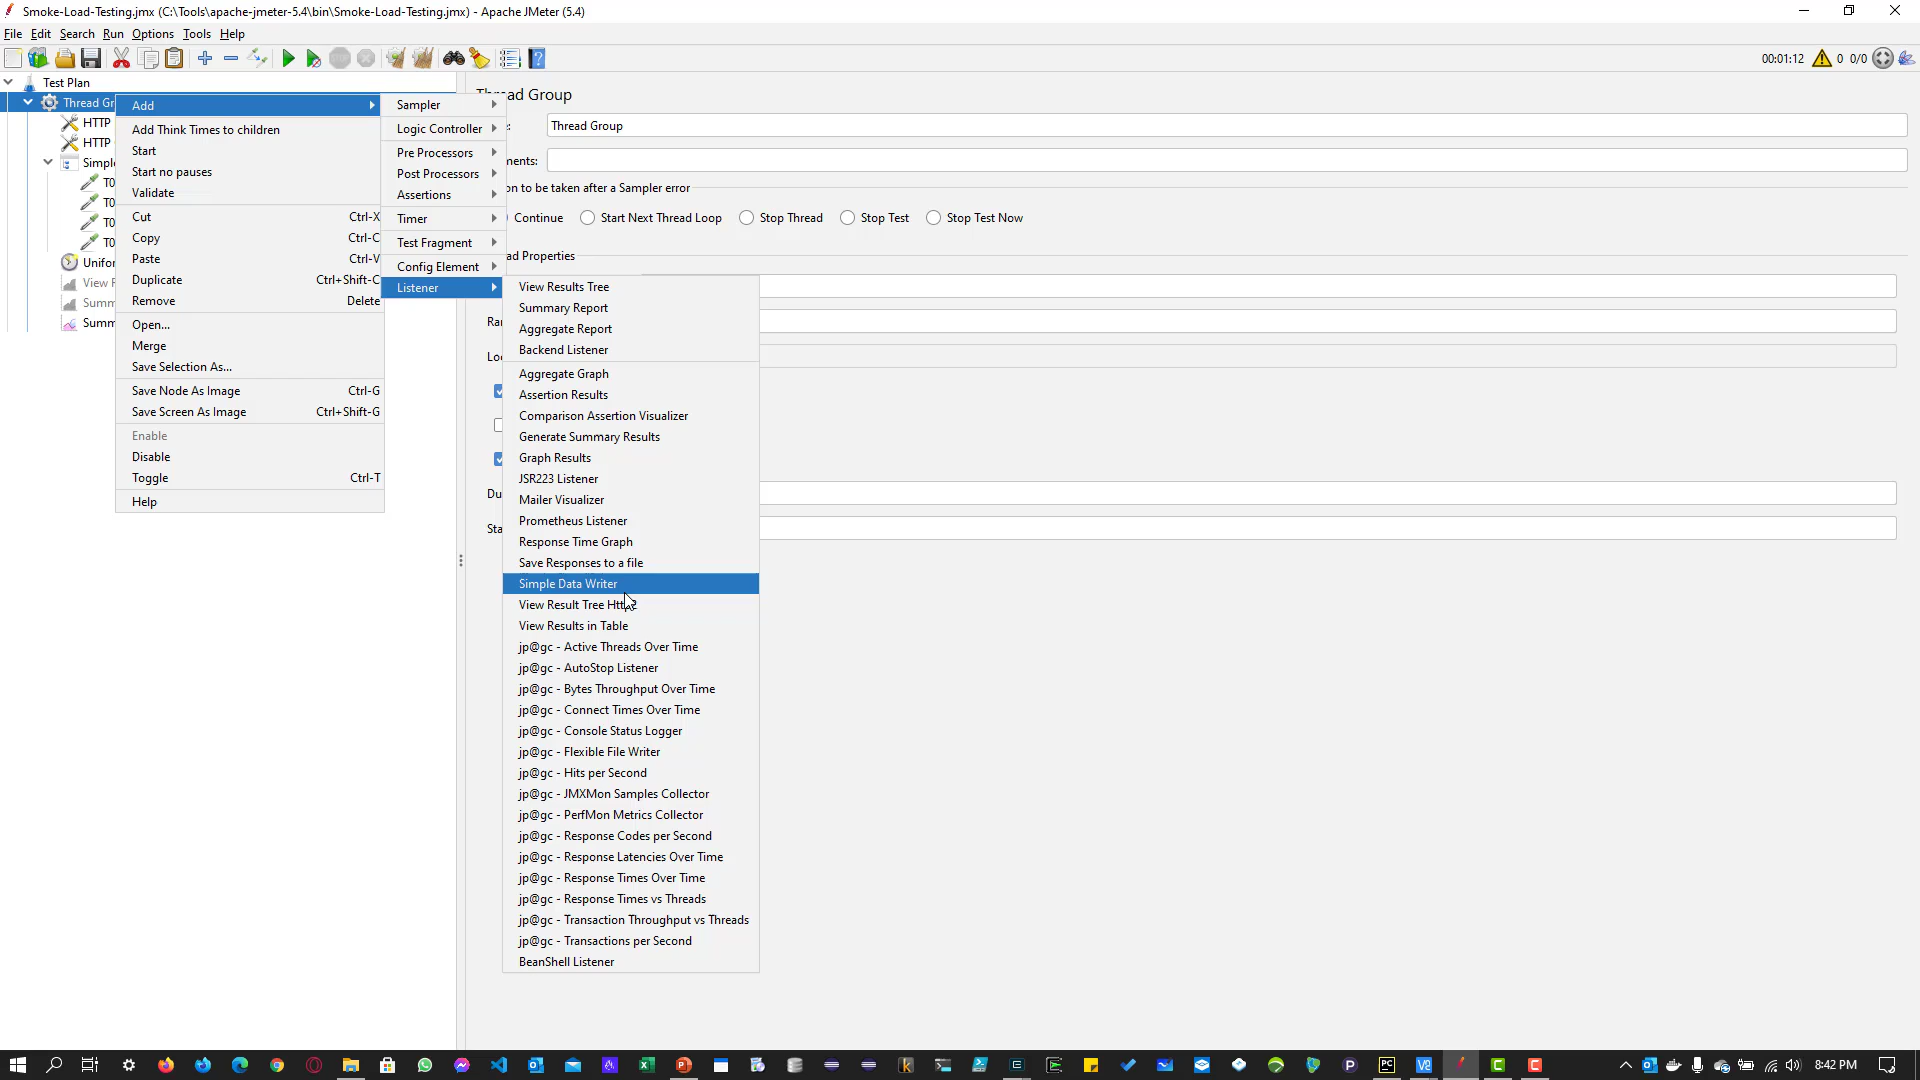 Smoke-Load-Testing.jmx (C:\Tools\apache-jmeter-5.4\bin\Smoke-Load-Testing.jmx) - Apache JMeter (5.4)
File Edit Search Run Options Tools Help
00:01:12 0 0/0
Test Plan
Thread Gr
HTTP
HTTP
Simple
T0
T0
T0
T0
Unifor
View R
Summ
Summ
Add
Add Think Times to children
Start
Start no pauses
Validate
Cut Ctrl-X
Copy Ctrl-C
Paste Ctrl-V
Duplicate Ctrl+Shift-C
Remove Delete
Open...
Merge
Save Selection As...
Save Node As Image Ctrl-G
Save Screen As Image Ctrl+Shift-G
Enable
Disable
Toggle Ctrl-T
Help
Sampler
Logic Controller
Pre Processors
Post Processors
Assertions
Timer
Test Fragment
Config Element
Listener
View Results Tree
Summary Report
Aggregate Report
Backend Listener
Aggregate Graph
Assertion Results
Comparison Assertion Visualizer
Generate Summary Results
Graph Results
JSR223 Listener
Mailer Visualizer
Prometheus Listener
Response Time Graph
Save Responses to a file
Simple Data Writer
View Result Tree Http2
View Results in Table
jp@gc - Active Threads Over Time
jp@gc - AutoStop Listener
jp@gc - Bytes Throughput Over Time
jp@gc - Connect Times Over Time
jp@gc - Console Status Logger
jp@gc - Flexible File Writer
jp@gc - Hits per Second
jp@gc - JMXMon Samples Collector
jp@gc - PerfMon Metrics Collector
jp@gc - Response Codes per Second
jp@gc - Response Latencies Over Time
jp@gc - Response Times Over Time
jp@gc - Response Times vs Threads
jp@gc - Transaction Throughput vs Threads
jp@gc - Transactions per Second
BeanShell Listener
Thread Group
Thread Group
ments:
on to be taken after a Sampler error
Continue Start Next Thread Loop Stop Thread Stop Test Stop Test Now
ad Properties
Ra
Loo
Du
Sta
8:42 PM